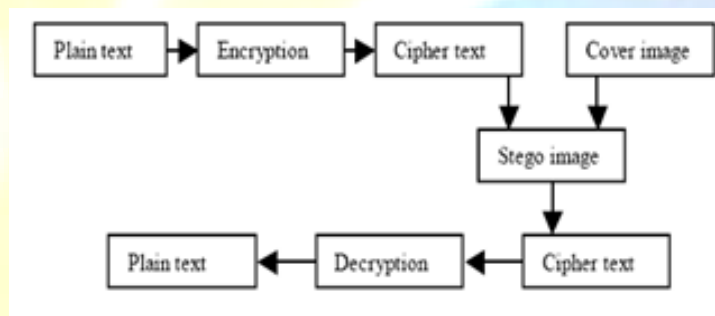 Plain text
Encryption
Cipher text
Cover image
Stego image
Cipher text
Decryption
Plain text